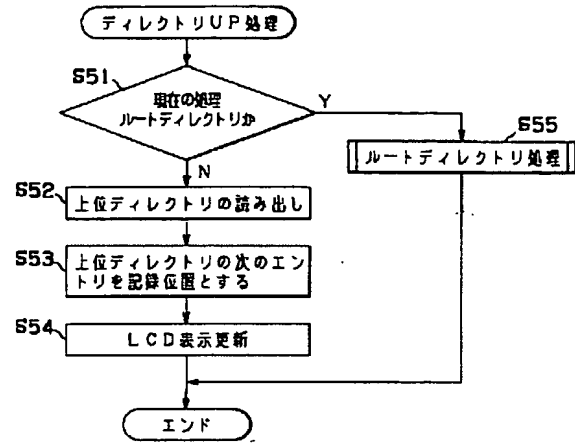 ディレクトリUP処理
S51
現在の処理
ルートディレクトリか
Y
S55
ルートディレクトリ処理
N
S52
上位ディレクトリの読み出し
S53
上位ディレクトリの次のエン
トリを記録位置とする
S54
LCD表示更新
エンド